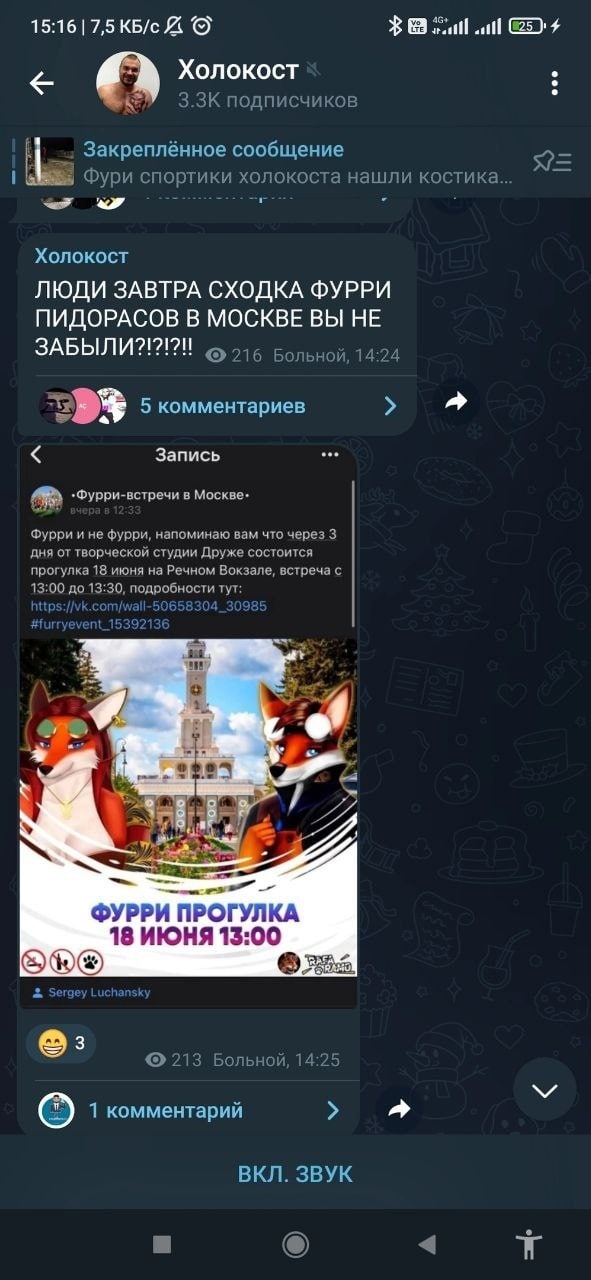 15:16 | 7,5 КБ/с
VoLTE 4G+ 25
Холокост
3.3K подписчиков
Закреплённое сообщение
Фури спортики холокоста нашли костика...
Холокост
ЛЮДИ ЗАВТРА СХОДКА ФУРРИ
ПИДОРАСОВ В МОСКВЕ ВЫ НЕ
ЗАБЫЛИ?!?!?!!
216 Больной, 14:24
5 комментариев
Запись
•Фурри-встречи в Москве•
вчера в 12:33
Фурри и не фурри, напоминаю вам что через 3
дня от творческой студии Друже состоится
прогулка 18 июня на Речном Вокзале, встреча с
13:00 до 13:30, подробности тут:
https://vk.com/wall-50658304_30985
#furryevent_15392136
ФУРРИ ПРОГУЛКА
18 ИЮНЯ 13:00
Sergey Luchansky
3
213 Больной, 14:25
1 комментарий
ВКЛ. ЗВУК